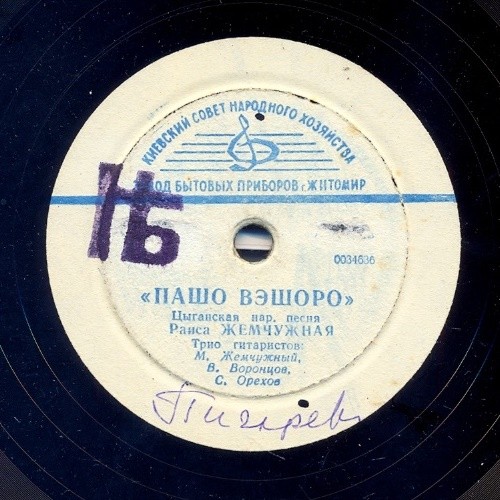 КИЕВСКИЙ СОВЕТ НАРОДНОГО ХОЗЯЙСТВА
ЗАВОД БЫТОВЫХ ПРИБОРОВ г. ЖИТОМИР
НЬ
0034636
«ПАШО ВЭШОРО»
Цыганская нар. песня
Раиса ЖЕМЧУЖНАЯ
Трио гитаристов:
М. Жемчужный,
В. Воронцов,
С. Орехов